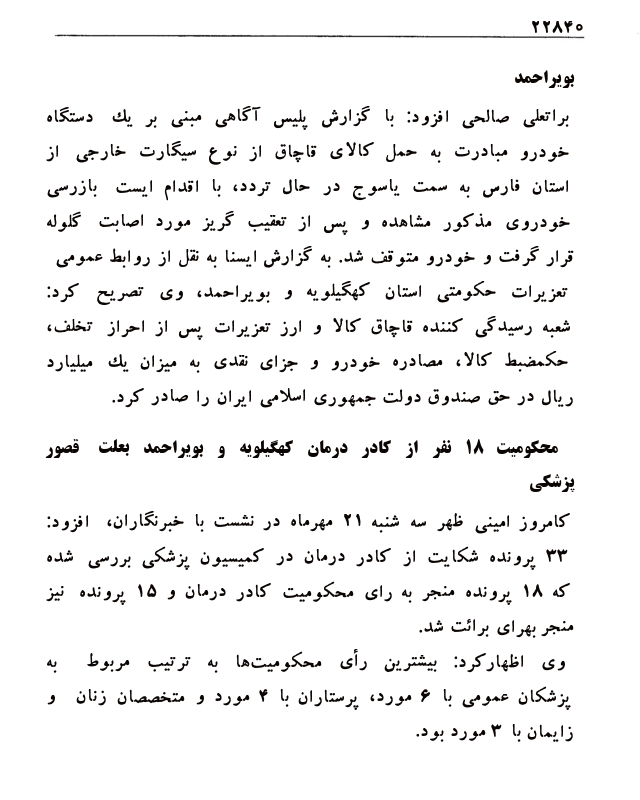 ۲۲۸۴۰
بویراحمد
براتعلی صالحی افزود: با گزارش پلیس آگاهی مبنی بر یك دستگاه
خودرو مبادرت به حمل کالای قاچاق از نوع سیگارت خارجی از
استان فارس به سمت یاسوج در حال تردد، با اقدام ایست بازرسی
خودروی مذکور مشاهده و پس از تعقیب گریز مورد اصابت گلوله
قرار گرفت و خودرو متوقف شد. به گزارش ایسنا به نقل از روابط عمومی
تعزیرات حکومتی استان کهگیلویه و بویراحمد، وی تصریح کرد:
شعبه رسیدگی کننده قاچاق کالا و ارز تعزیرات پس از احراز تخلف،
حکمضبط کالا، مصادره خودرو و جزای نقدی به میزان یك میلیارد
ریال در حق صندوق دولت جمهوری اسلامی ایران را صادر کرد.
محکومیت ۱۸ نفر از کادر درمان کهگیلویه و بویراحمد بعلت قصور
پزشکی
کامروز امینی ظهر سه شنبه ۲۱ مهرماه در نشست با خبرنگاران، افزود:
۳۳ پرونده شکایت از کادر درمان در کمیسیون پزشکی بررسی شده
که ۱۸ پرونده منجر به رای محکومیت کادر درمان و ۱۵ پرونده نیز
منجر بهرای برائت شد.
وی اظهارکرد: بیشترین رأی محکومیت‌ها به ترتیب مربوط به
پزشکان عمومی با ۶ مورد، پرستاران با ۴ مورد و متخصصان زنان و
زایمان با ۳ مورد بود.